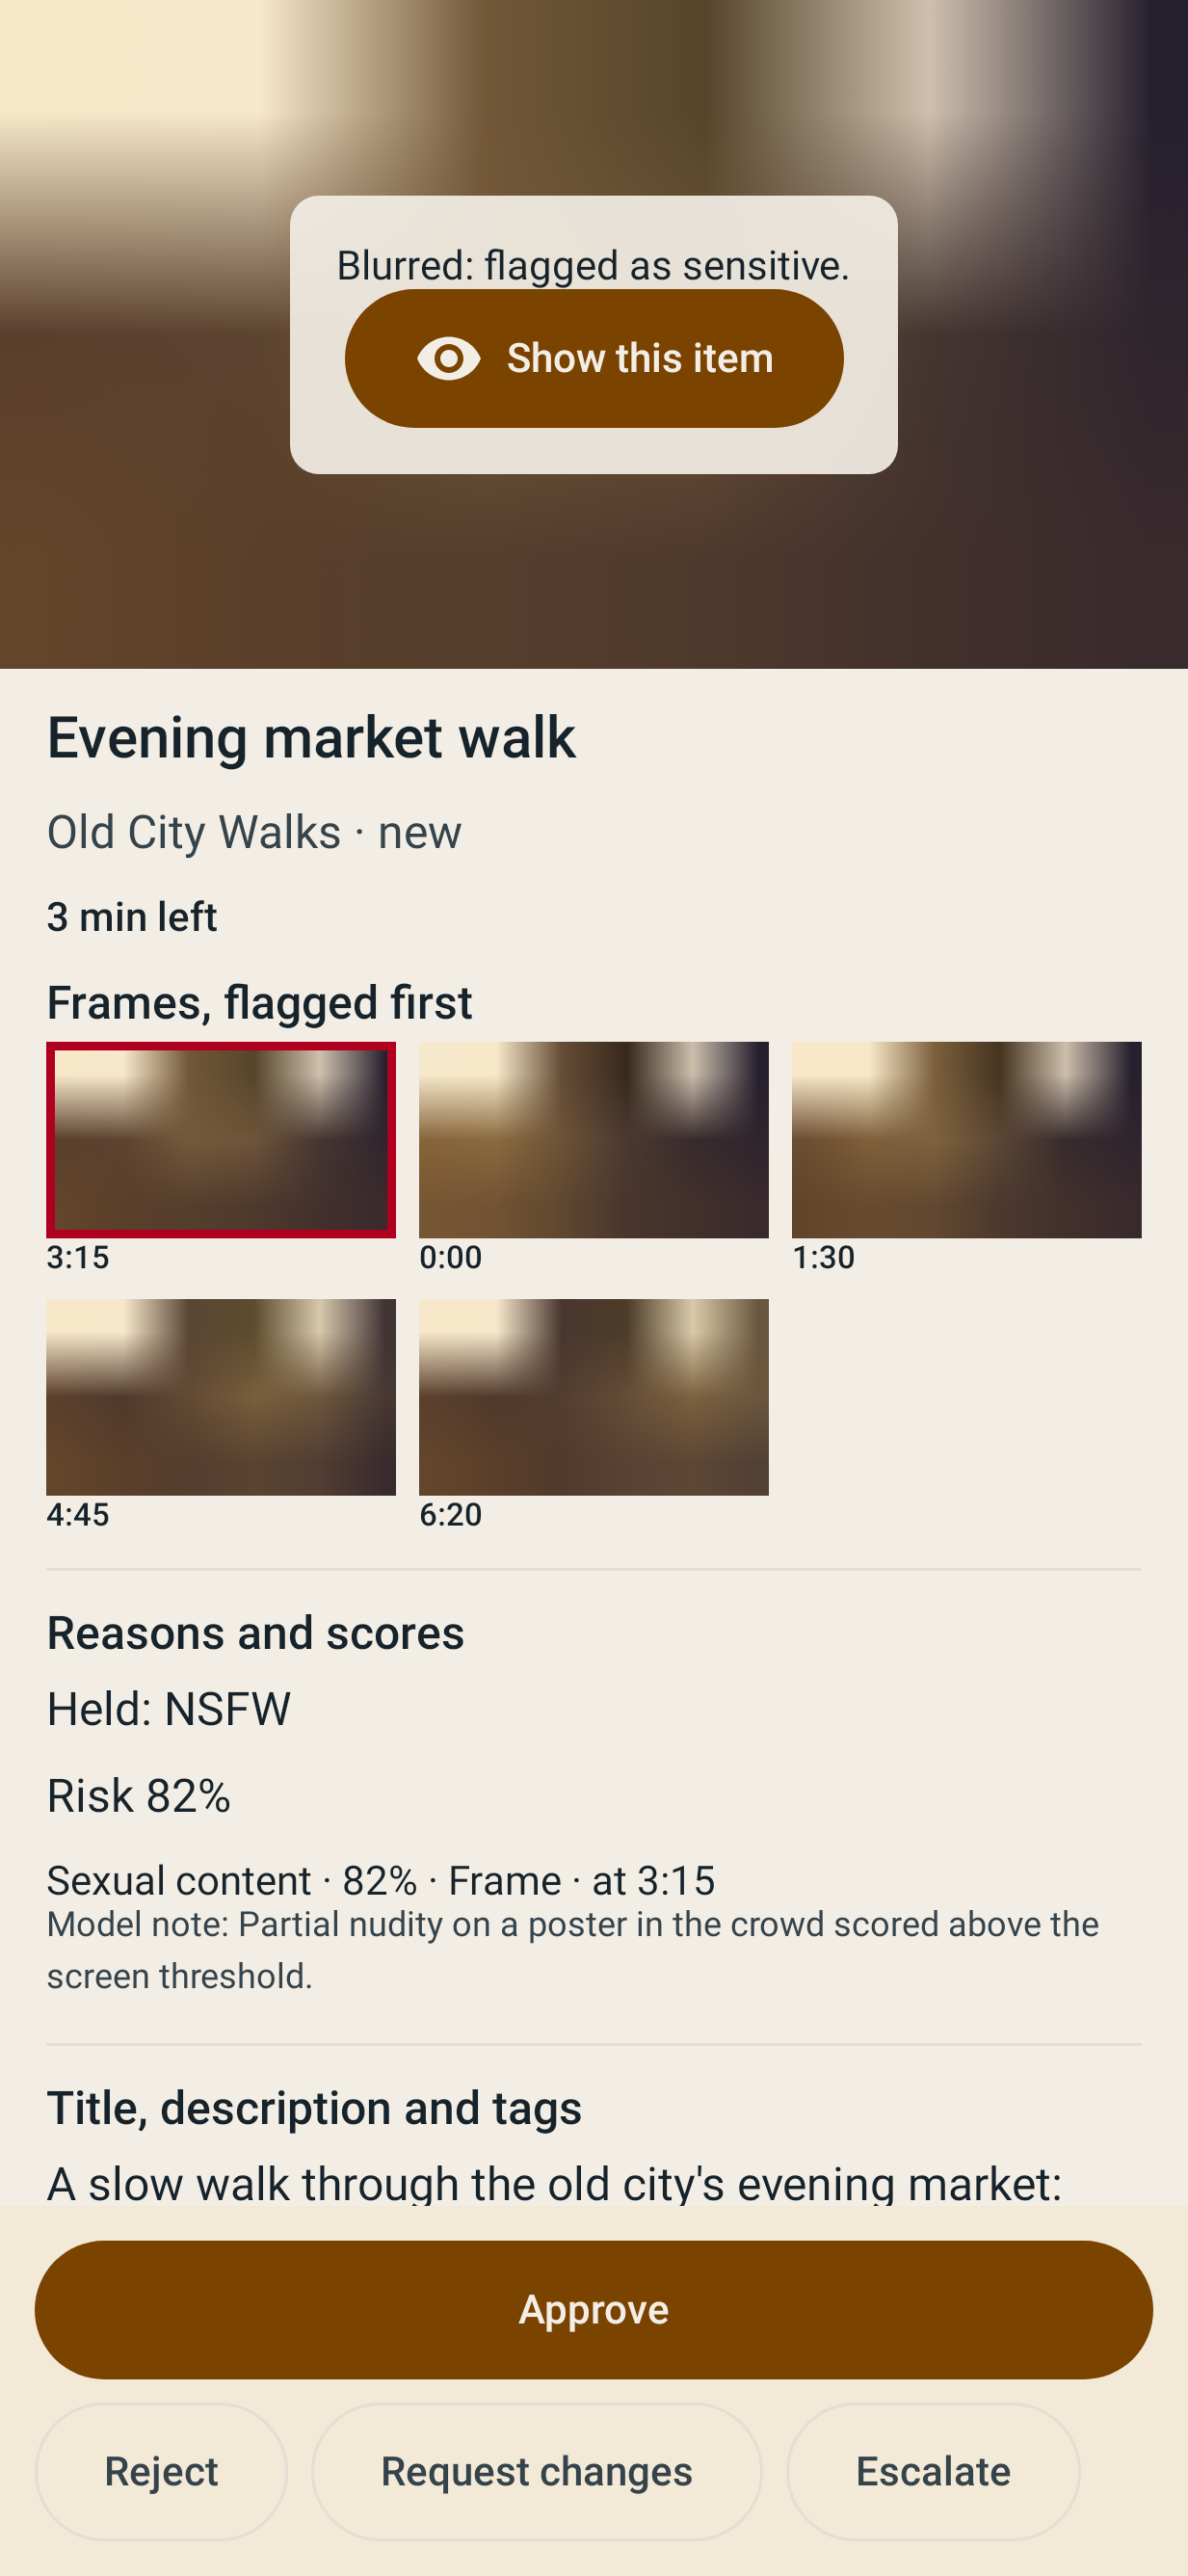 Blurred: flagged as sensitive.
Show this item
Evening market walk
Old City Walks · new
3 min left
Frames, flagged first
3:15
0:00
1:30
4:45
6:20
Reasons and scores
Held: NSFW
Risk 82%
Sexual content · 82% · Frame · at 3:15
Model note: Partial nudity on a poster in the crowd scored above the
screen threshold.
Title, description and tags
A slow walk through the old city's evening market:
Approve
Reject
Request changes
Escalate